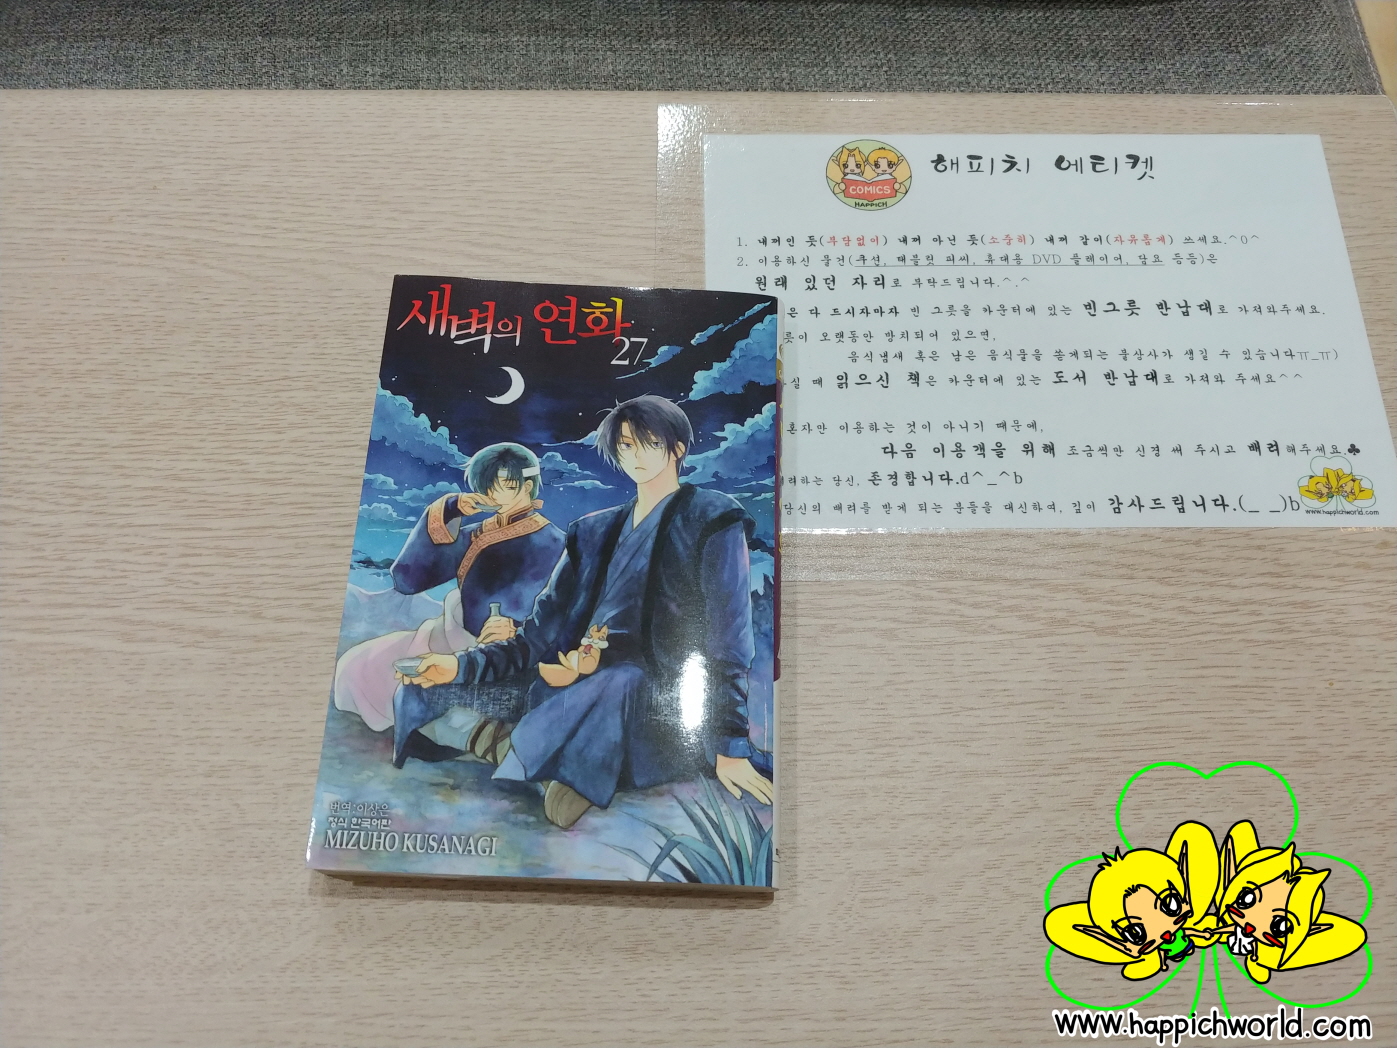 새벽의 연화
27
번역:이상은
정식 한국어판
MIZUHO KUSANAGI
COMICS
HAPPICH
해피치 에티켓
1. 내꺼인 듯(부담없이) 내꺼 아닌 듯(소중히) 내꺼 같이(자유롭게) 쓰세요.^0^
2. 이용하신 물건(쿠션, 태블릿 피씨, 휴대용 DVD 플레이어, 담요 등등)은
원래 있던 자리로 부탁드립니다.^.^
은 다 드시자마자 빈 그릇을 카운터에 있는 빈그릇 반납대로 가져와주세요.
릇이 오랫동안 방치되어 있으면,
음식냄새 혹은 남은 음식물을 쏟게되는 불상사가 생길 수 있습니다ㅠ_ㅠ)
실 때 읽으신 책은 카운터에 있는 도서 반납대로 가져와 주세요^^
혼자만 이용하는 것이 아니기 때문에,
다음 이용객을 위해 조금씩만 신경 써 주시고 배려해주세요.♣
려하는 당신, 존경합니다.d^_^b
당신의 배려를 받게 되는 분들을 대신하여, 깊이 감사드립니다.(_ _)b
www.happichworld.com
www.happichworld.com